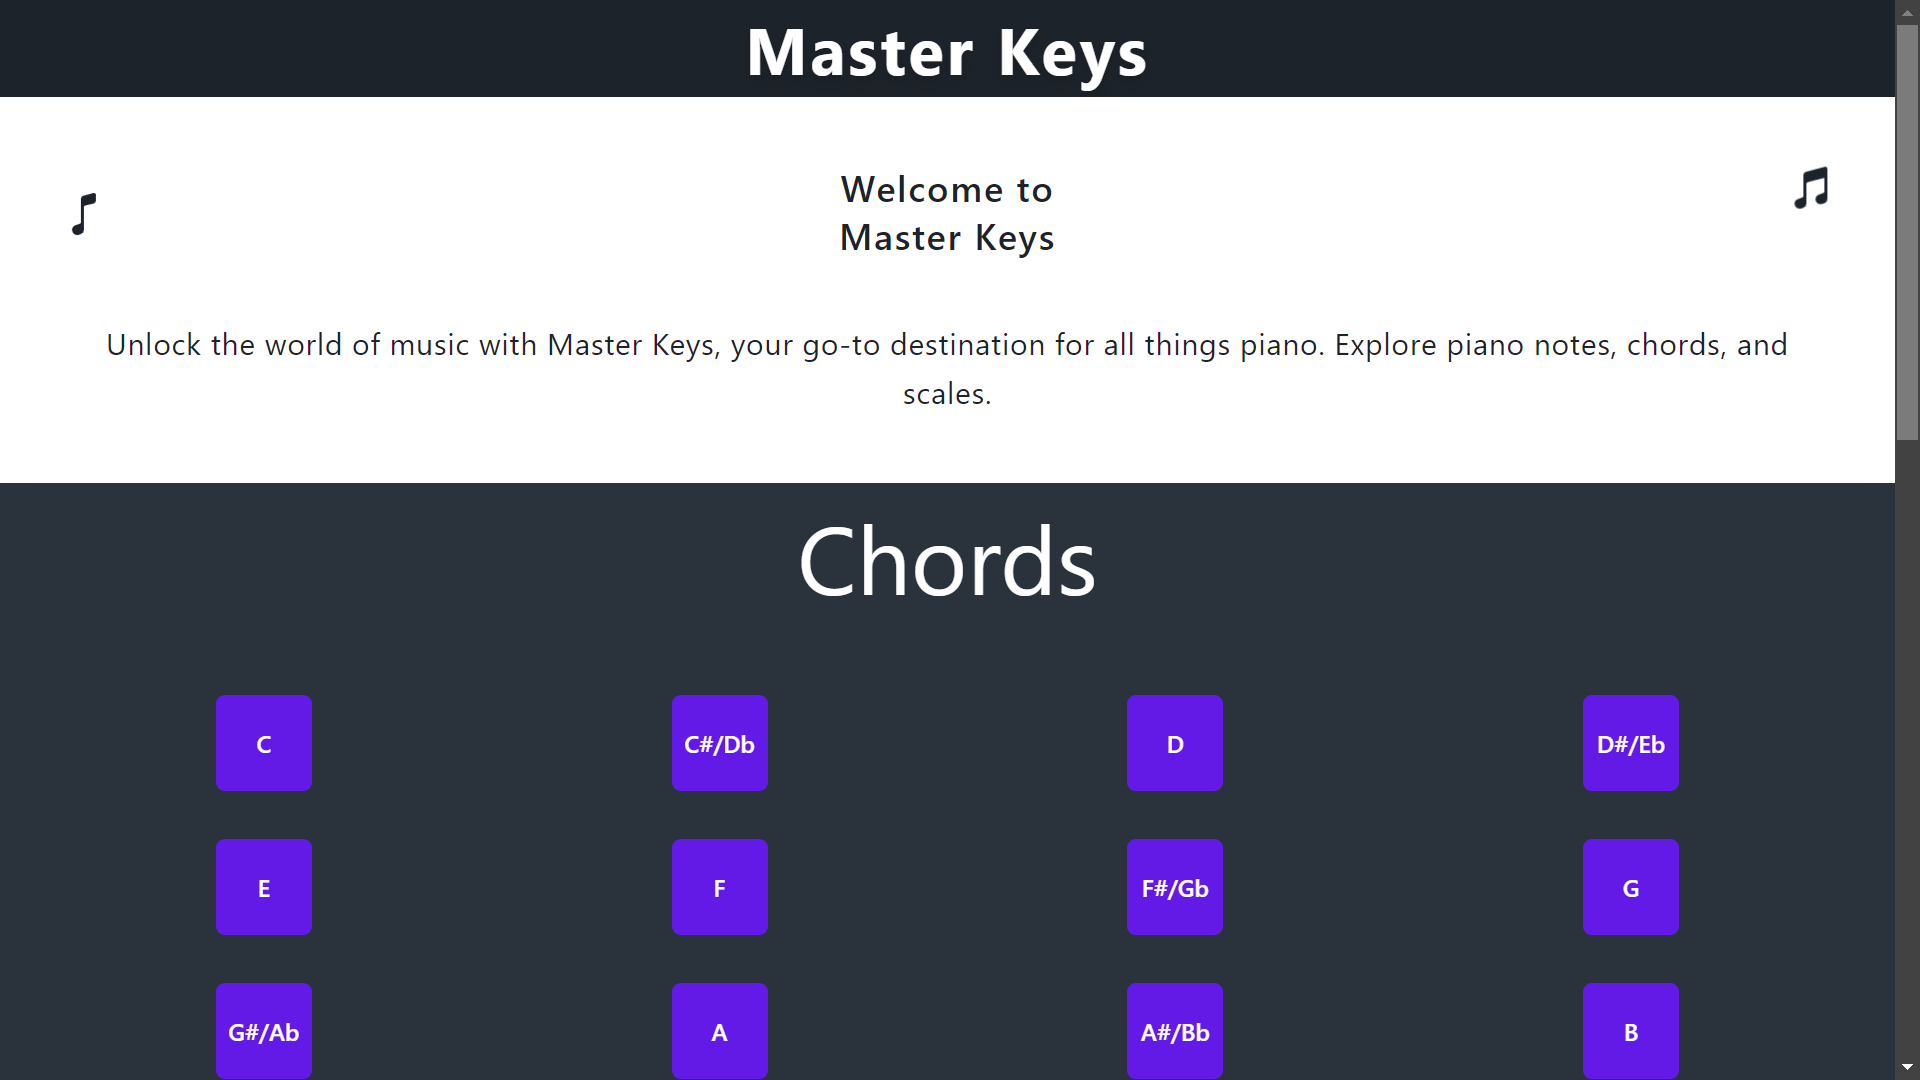 Master Keys
Welcome to
Master Keys
Unlock the world of music with Master Keys, your go-to destination for all things piano. Explore piano notes, chords, and
scales.
Chords
C
C#/Db
D
D#/Eb
E
F
F#/Gb
G
G#/Ab
A
A#/Bb
B